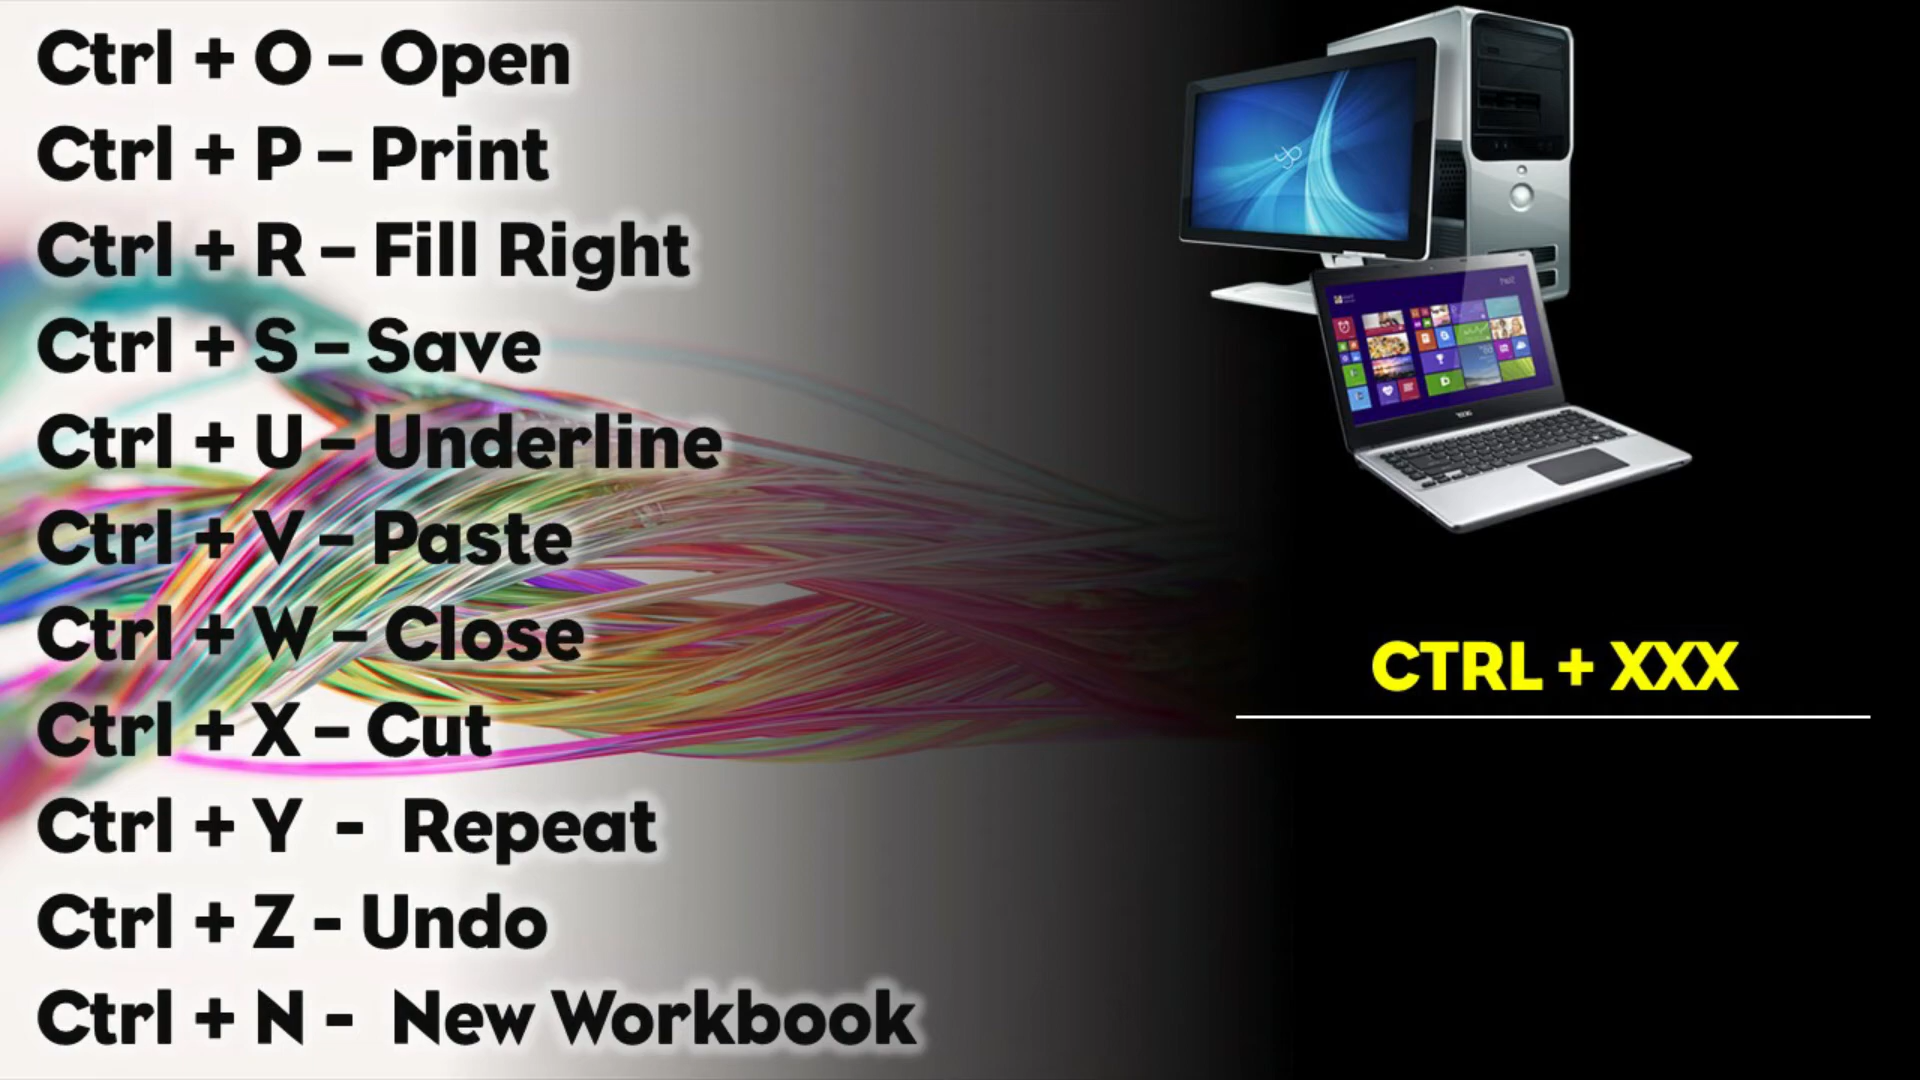 Ctrl + O – Open
Ctrl + P – Print
Ctrl + R – Fill Right
Ctrl + S – Save
Ctrl + U – Underline
Ctrl + V – Paste
Ctrl + W – Close
Ctrl + X – Cut
Ctrl + Y - Repeat
Ctrl + Z - Undo
Ctrl + N - New Workbook
CTRL + XXX